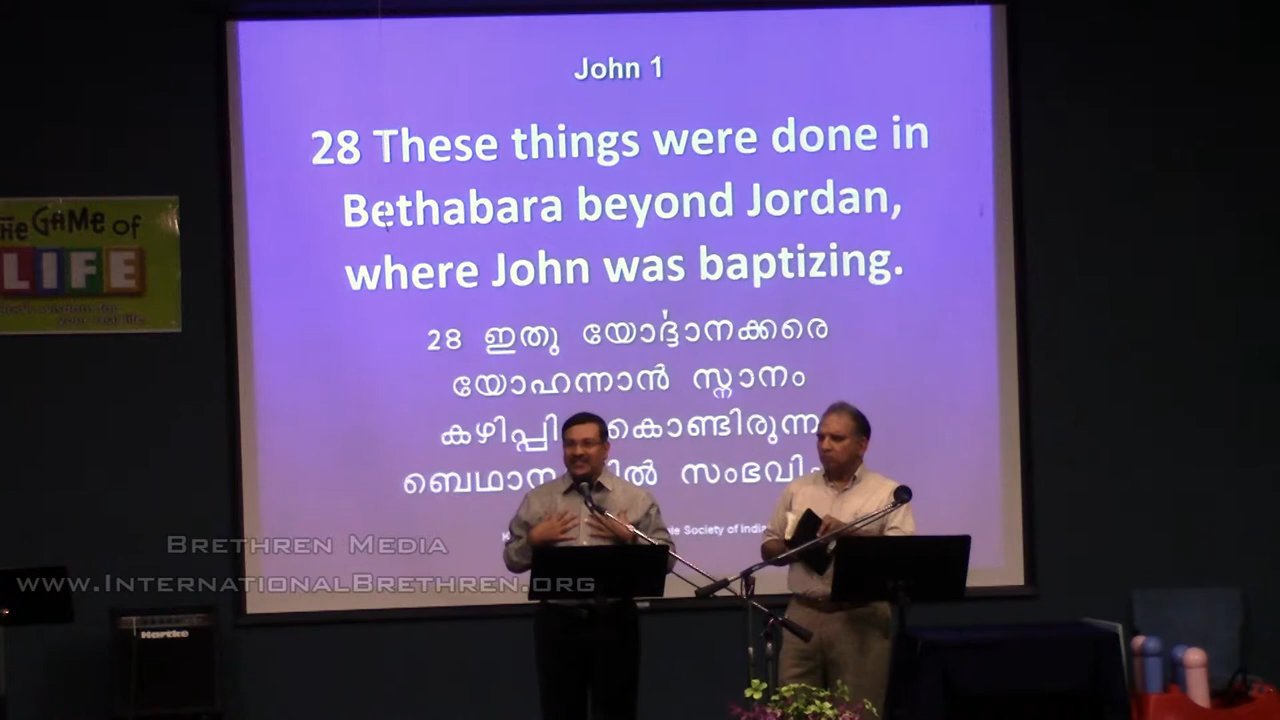 John 1
28 These things were done in
Bethabara beyond Jordan,
where John was baptizing.
28 ഇതു യോർദ്ദാനക്കരെ
യോഹന്നാൻ സ്നാനം
THE GAME OF
LIFE
ie Society of India
BRETHREN MEDIA
WWW.INTERNATIONALBRETHREN.ORG
Hartke